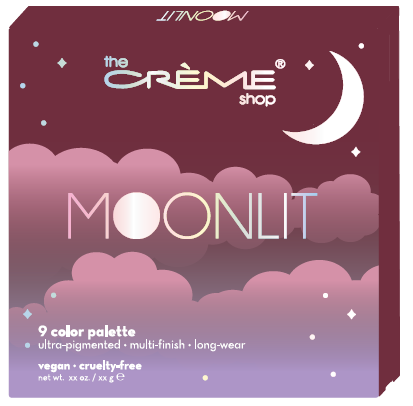 MOONLIT
the
CRÈME®
shop
MOONLIT
9 color palette
ultra-pigmented • multi-finish • long-wear
vegan • cruelty-free
net wt. xx oz. / xx g ℮